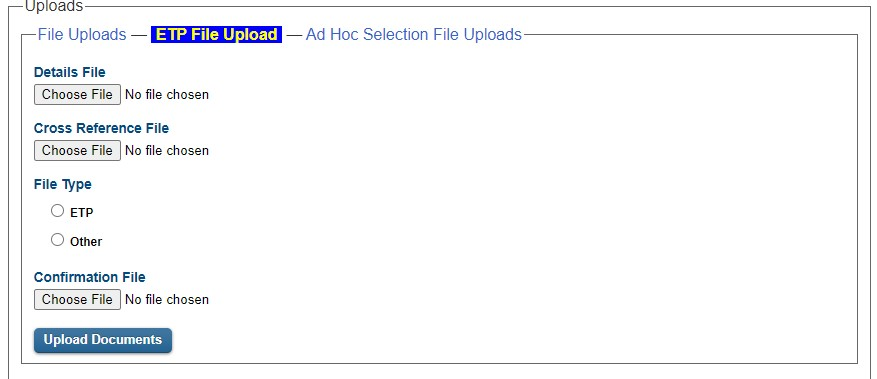 Uploads
File Uploads — ETP File Upload — Ad Hoc Selection File Uploads
Details File
Choose File No file chosen
Cross Reference File
Choose File No file chosen
File Type
ETP
Other
Confirmation File
Choose File No file chosen
Upload Documents